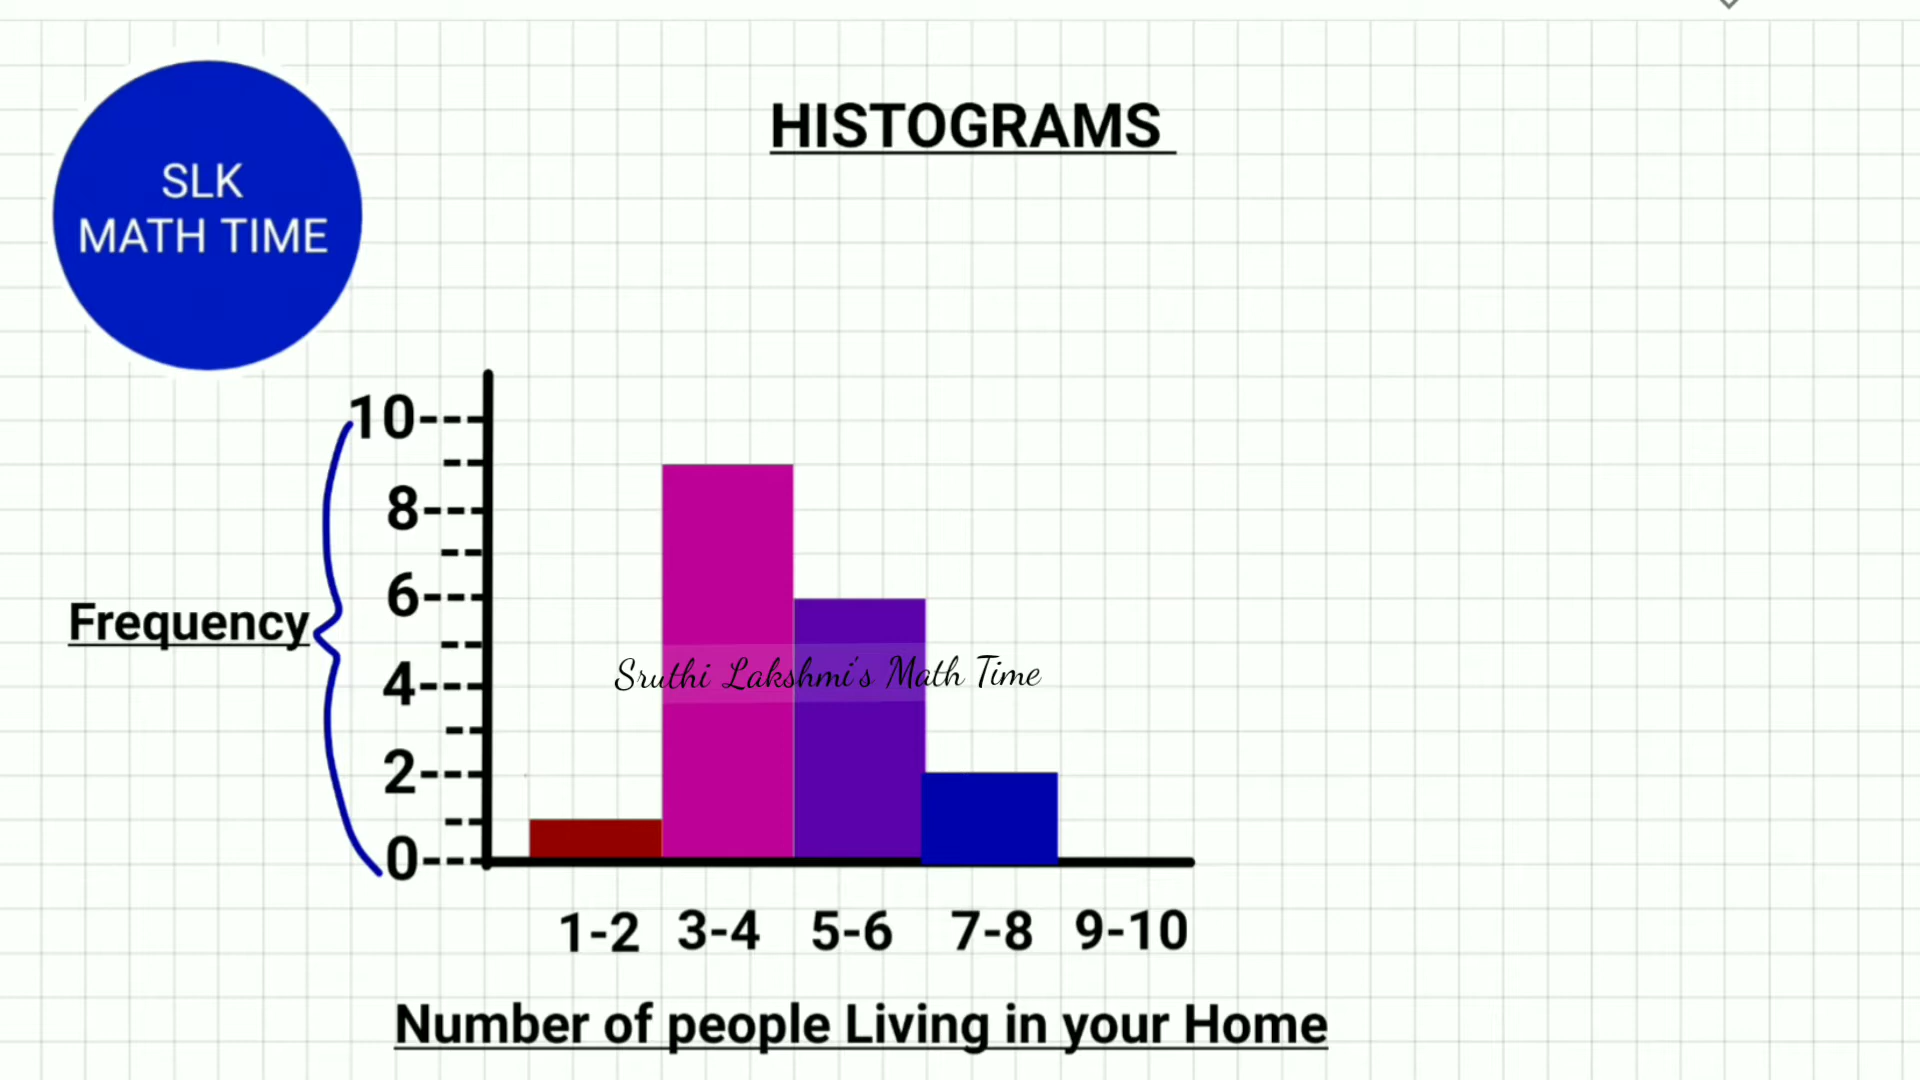 HISTOGRAMS
SLK
MATH TIME
10---
--
8---
--
6---
--
4---
--
2---
--
0---
Frequency
Sruthi Lakshmi's Math Time
1-2 3-4 5-6 7-8 9-10
Number of people Living in your Home